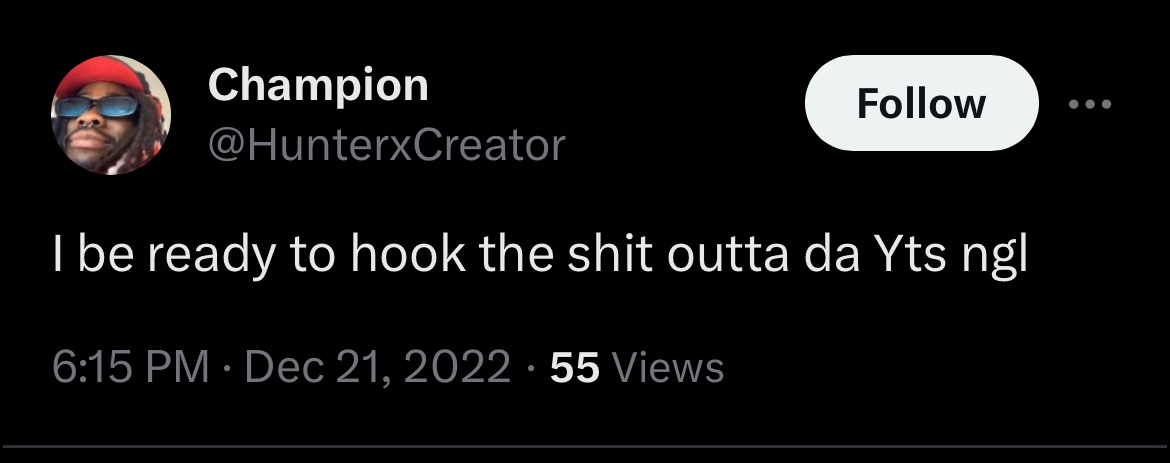 Champion
@HunterxCreator
Follow
I be ready to hook the shit outta da Yts ngl
6:15 PM · Dec 21, 2022 · 55 Views